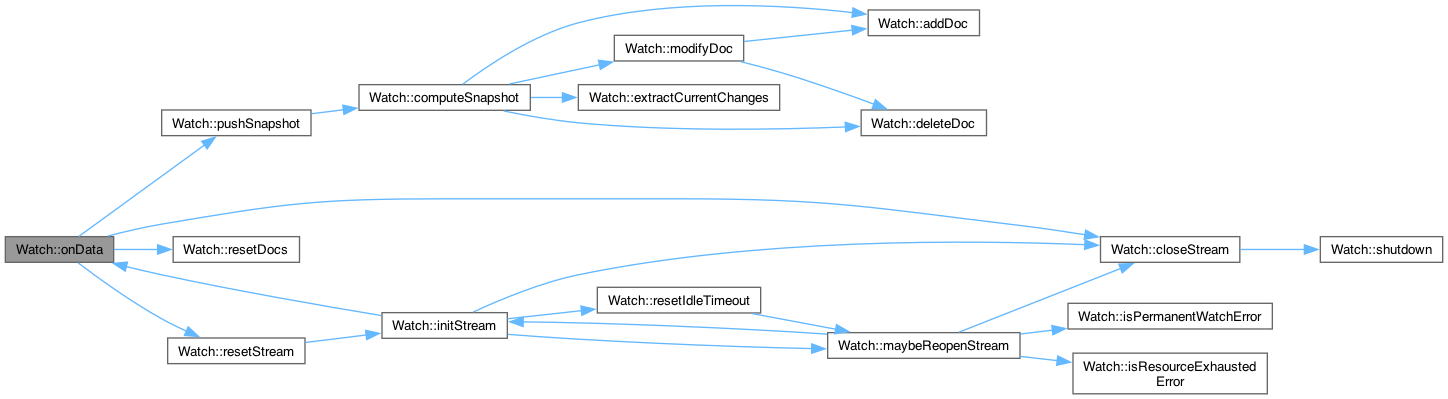 Watch::addDoc
Watch::modifyDoc
Watch::computeSnapshot
Watch::extractCurrentChanges
Watch::pushSnapshot
Watch::deleteDoc
Watch::onData
Watch::resetDocs
Watch::closeStream
Watch::shutdown
Watch::resetIdleTimeout
Watch::isPermanentWatchError
Watch::initStream
Watch::maybeReopenStream
Watch::resetStream
Watch::isResourceExhausted
Error